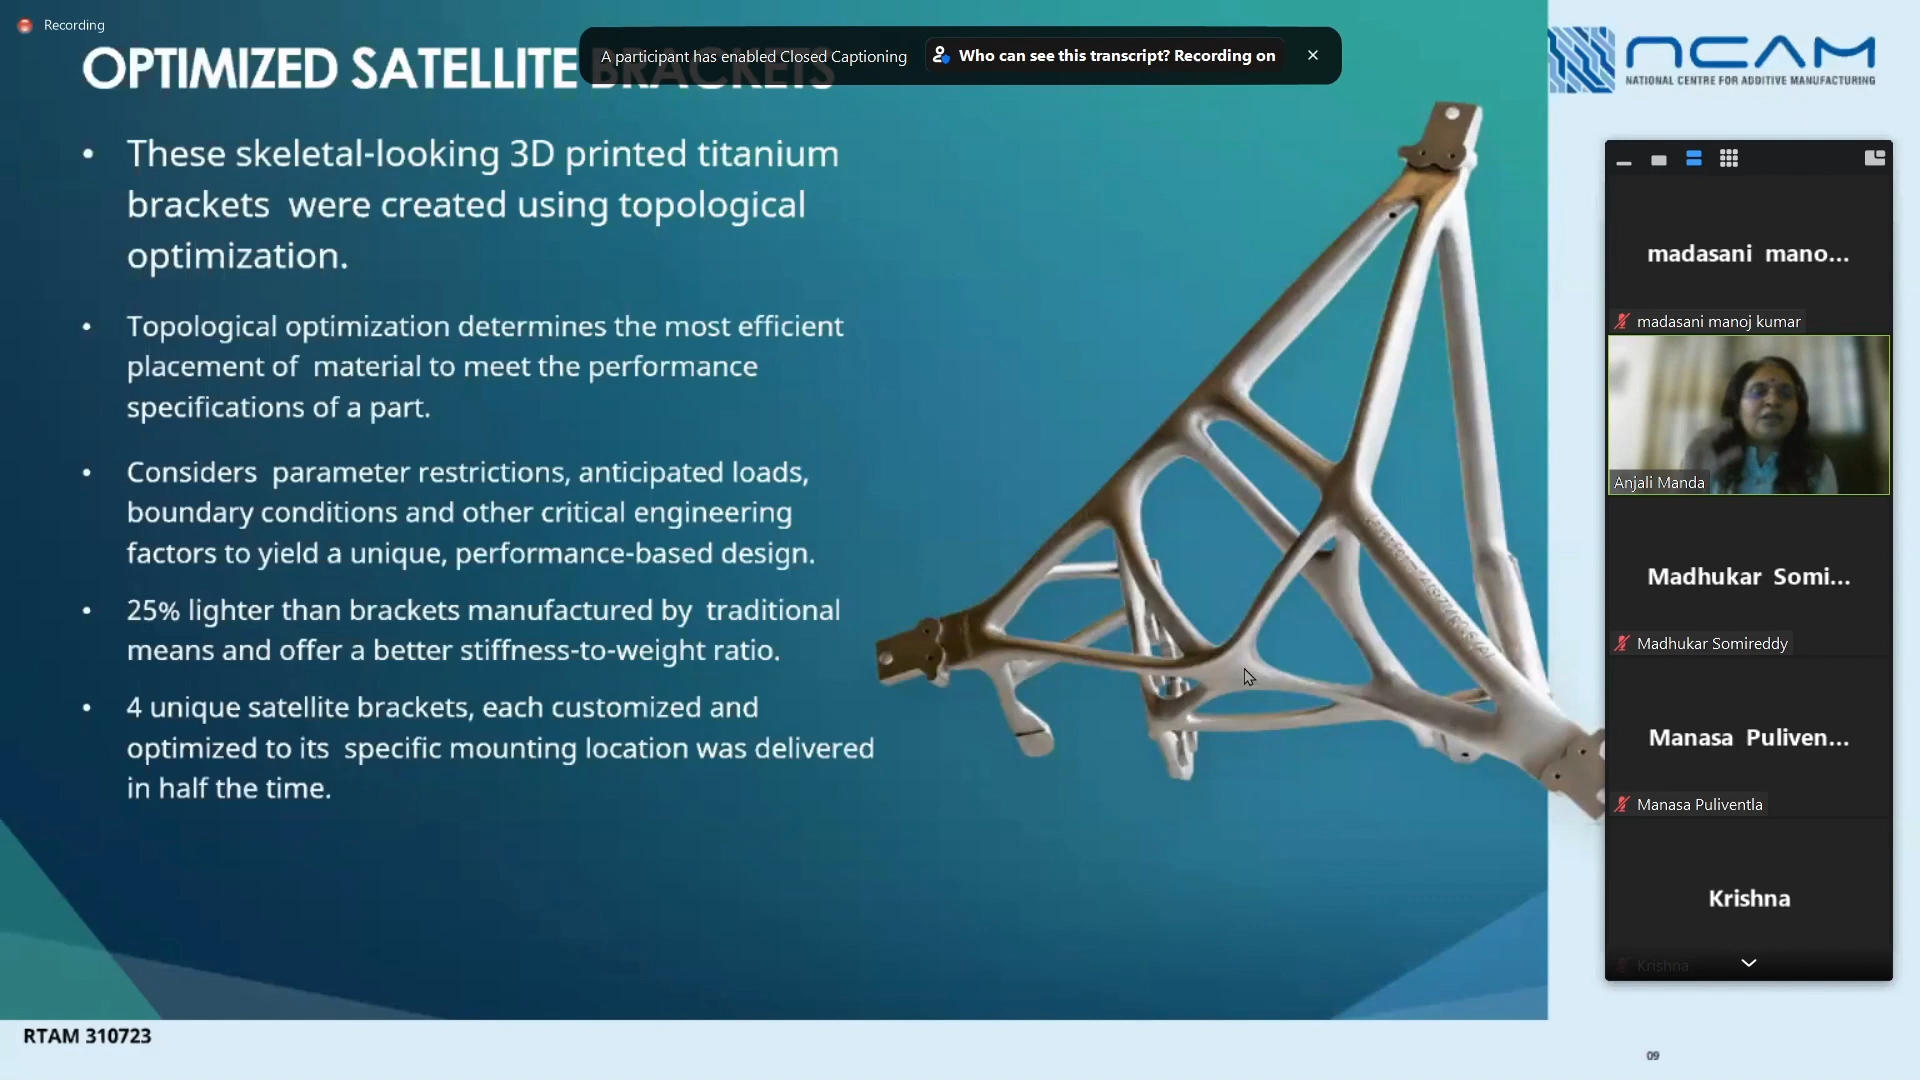 Recording
OPTIMIZED SATELLITE BRACKETS
A participant has enabled Closed Captioning
Who can see this transcript? Recording on
NCAM
NATIONAL CENTRE FOR ADDITIVE MANUFACTURING
• These skeletal-looking 3D printed titanium
brackets were created using topological
optimization.
• Topological optimization determines the most efficient
placement of material to meet the performance
specifications of a part.
• Considers parameter restrictions, anticipated loads,
boundary conditions and other critical engineering
factors to yield a unique, performance-based design.
• 25% lighter than brackets manufactured by traditional
means and offer a better stiffness-to-weight ratio.
• 4 unique satellite brackets, each customized and
optimized to its specific mounting location was delivered
in half the time.
madasani mano...
madasani manoj kumar
Anjali Manda
Madhukar Somi...
Madhukar Somireddy
Manasa Puliven...
Manasa Puliventla
Krishna
Krishna
RTAM 310723
09